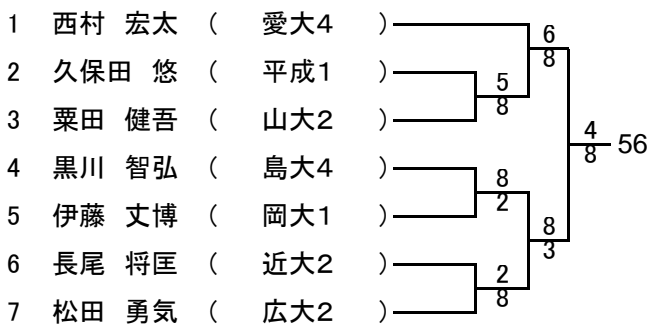 1 西村 宏太 ( 愛大4 )
6
8
2 久保田 悠 ( 平成1 )
5
8
3 粟田 健吾 ( 山大2 )
4
8
56
4 黒川 智弘 ( 島大4 )
8
2
5 伊藤 丈博 ( 岡大1 )
8
3
6 長尾 将匡 ( 近大2 )
2
8
7 松田 勇気 ( 広大2 )